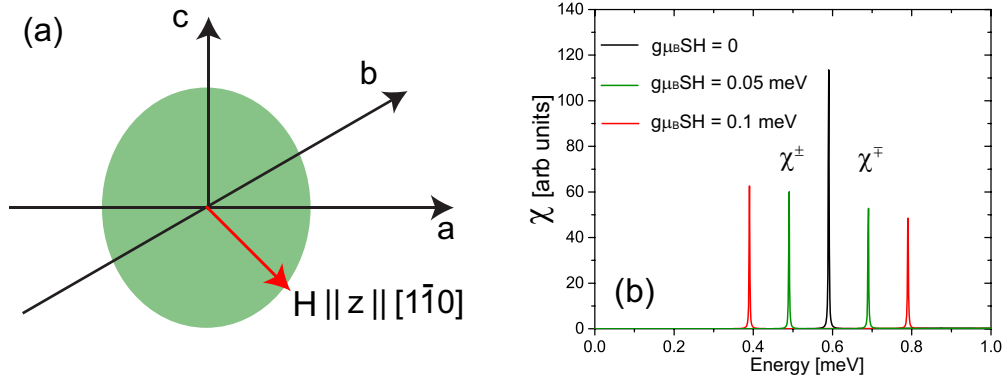 (a)
c
b
a
H || z || [11̄0]
140
120
100
80
60
40
20
0
χ [arb units]
gμBSH = 0
gμBSH = 0.05 meV
gμBSH = 0.1 meV
χ±
χ∓
(b)
0.0 0.2 0.4 0.6 0.8 1.0
Energy [meV]